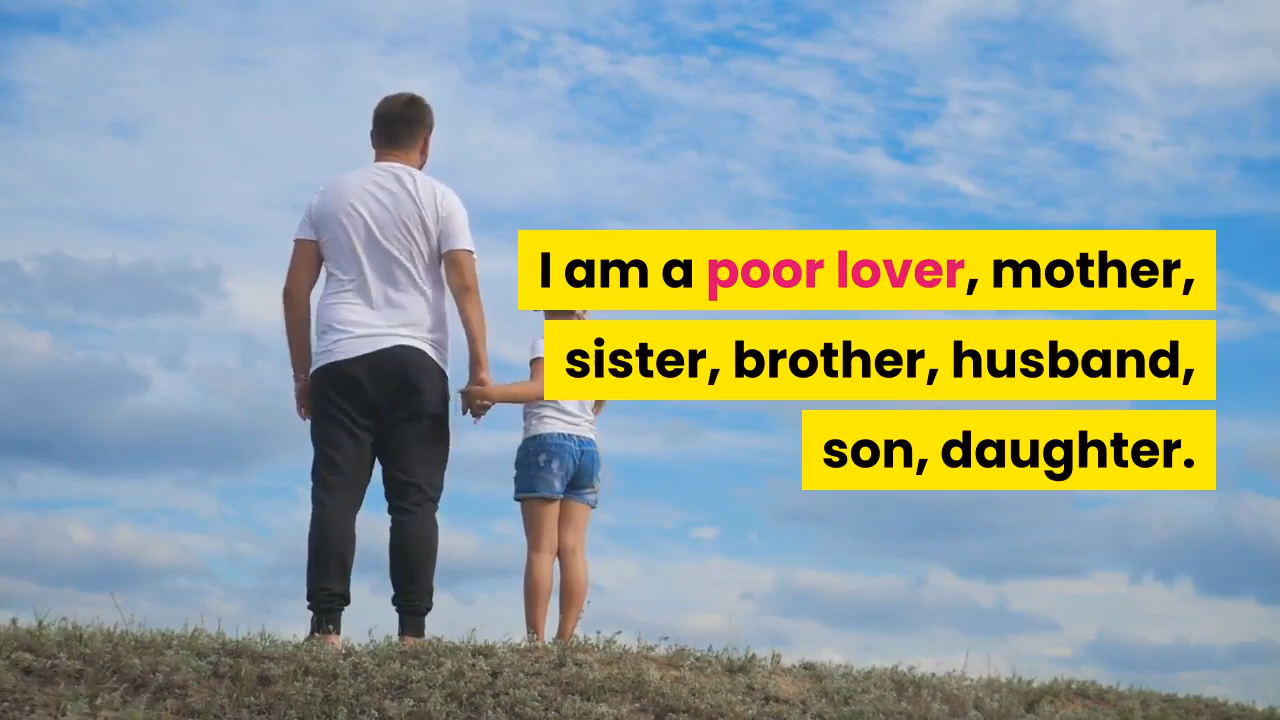 I am a poor lover, mother,
sister, brother, husband,
son, daughter.